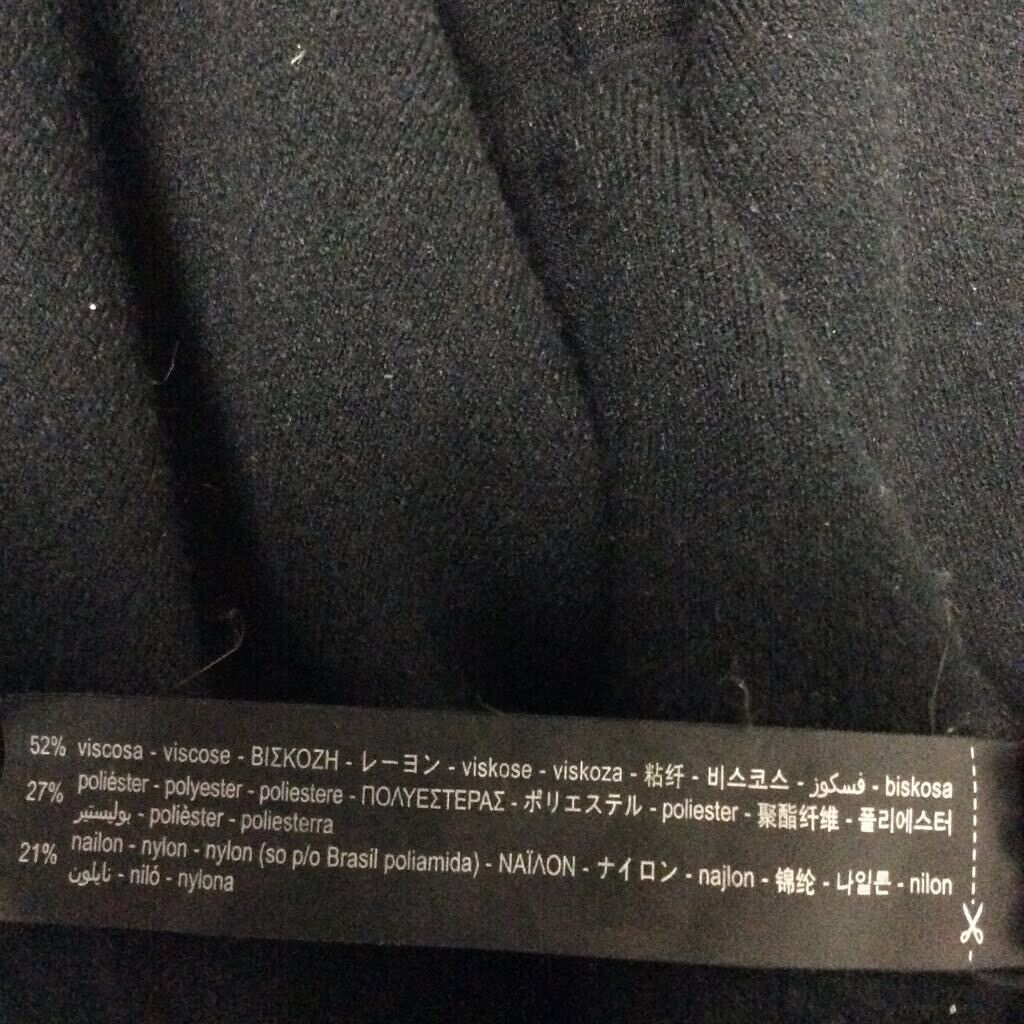 52% viscosa - viscose - ΒΙΣΚΟΖΗ - レーヨン - viskose - viskoza - 粘纤 - 비스코스 - فسكوز - biskosa
27% poliéster - polyester - poliestere - ΠΟΛΥΕΣΤΕΡΑΣ - ポリエステル - poliester - 聚酯纤维 - 폴리에스터
بوليستير - polièster - poliesterra
21% nailon - nylon - nylon (so p/o Brasil poliamida) - ΝΑΪΛΟΝ - ナイロン - najlon - 锦纶 - 나일론 - nilon
نايلون - niló - nylona